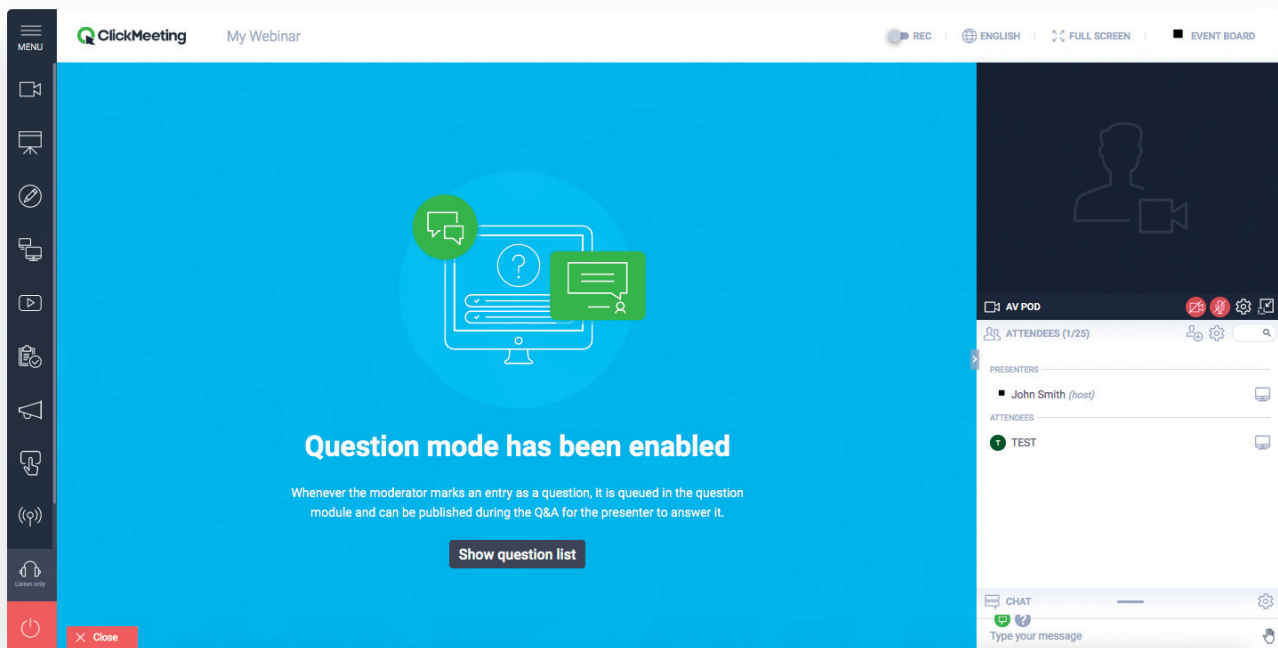 MENU
ClickMeeting
My Webinar
REC
ENGLISH
FULL SCREEN
EVENT BOARD
Listen only
Question mode has been enabled
Whenever the moderator marks an entry as a question, it is queued in the question
module and can be published during the Q&A for the presenter to answer it.
Show question list
Close
AV POD
ATTENDEES (1/25)
PRESENTERS
John Smith (host)
ATTENDEES
T TEST
CHAT
Type your message